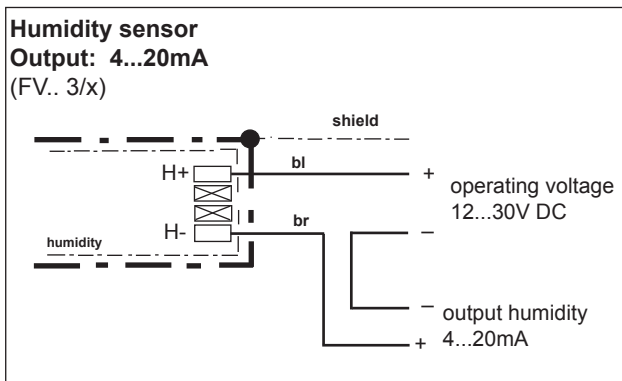 Humidity sensor
Output: 4...20mA
(FV.. 3/x)
shield
H+
bl
+
operating voltage
12...30V DC
H-
br
–
humidity
–
output humidity
4...20mA
+